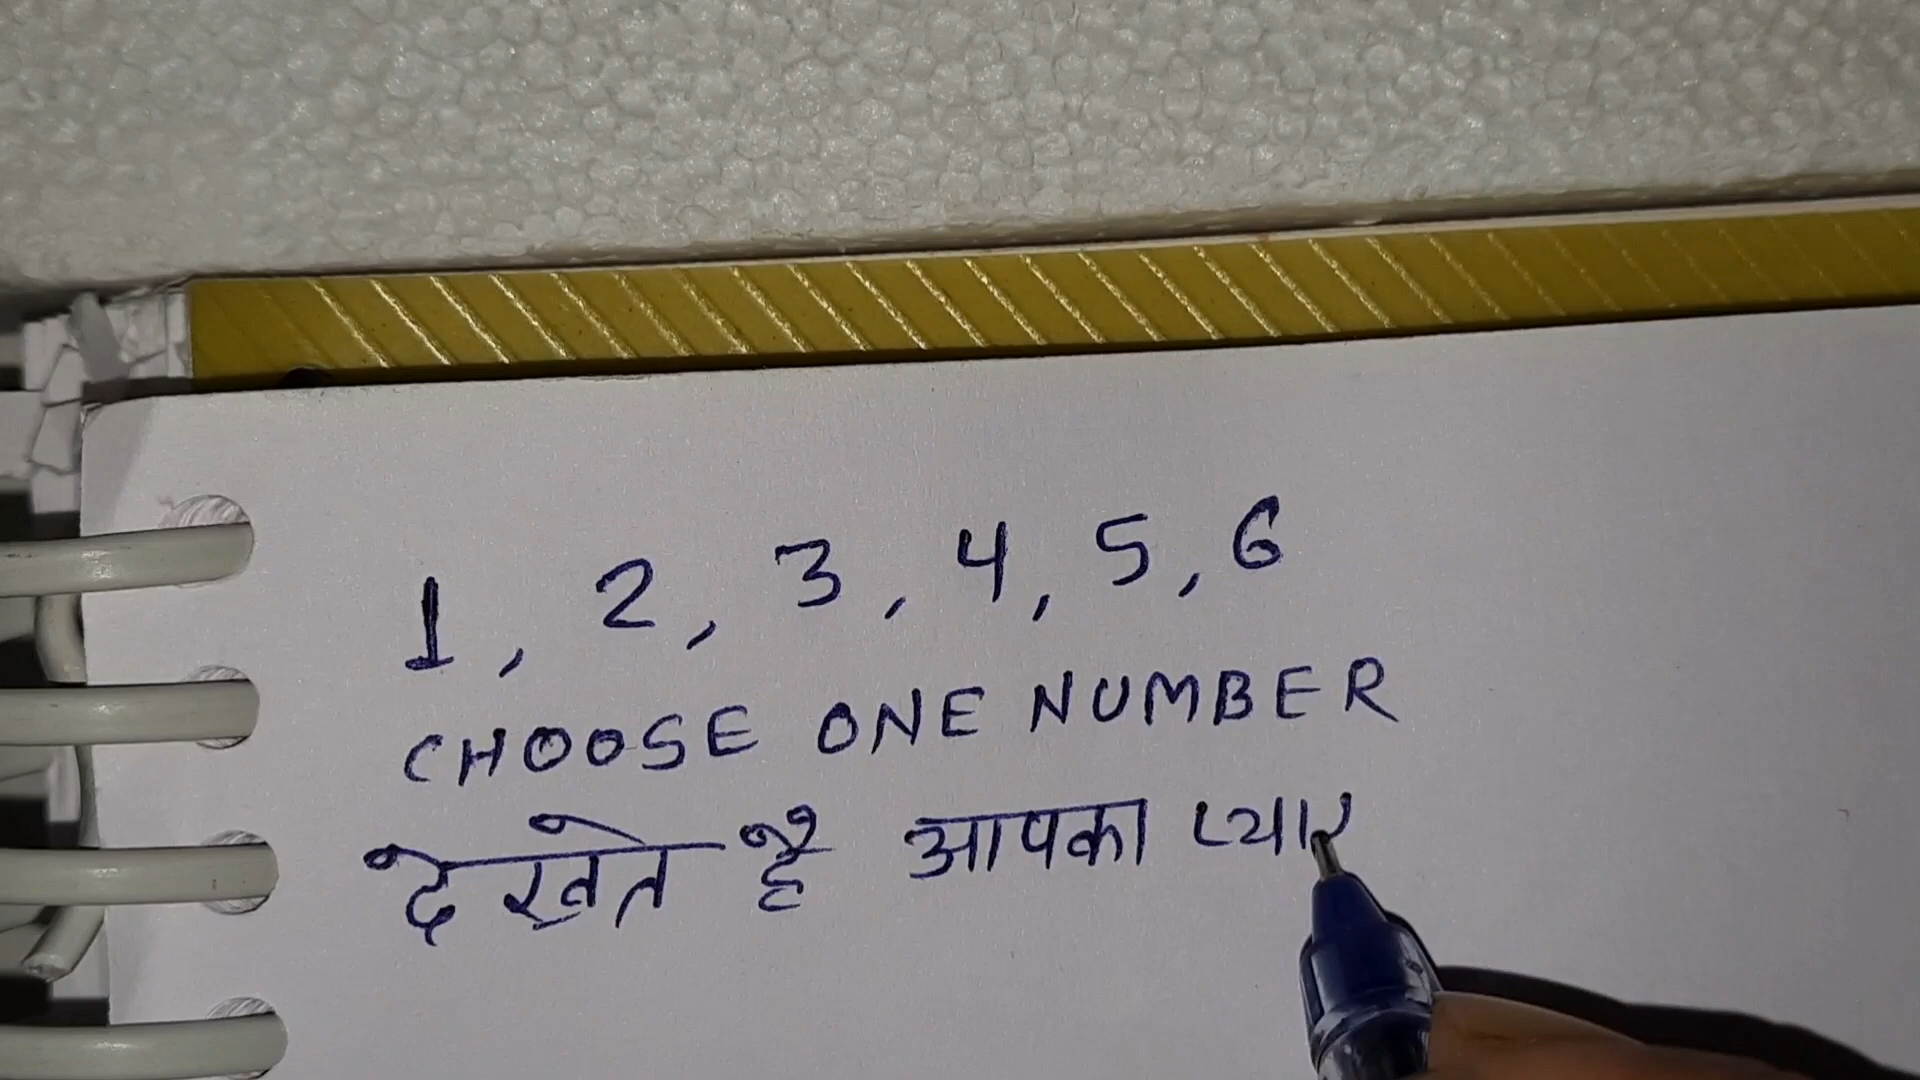 1, 2, 3, 4, 5, 6
CHOOSE ONE NUMBER
देखते है आपका प्यार